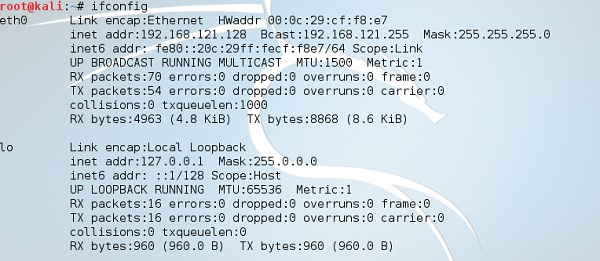 root@kali:~# ifconfig
eth0      Link encap:Ethernet  HWaddr 00:0c:29:cf:f8:e7
          inet addr:192.168.121.128  Bcast:192.168.121.255  Mask:255.255.255.0
          inet6 addr: fe80::20c:29ff:fecf:f8e7/64 Scope:Link
          UP BROADCAST RUNNING MULTICAST  MTU:1500  Metric:1
          RX packets:70 errors:0 dropped:0 overruns:0 frame:0
          TX packets:54 errors:0 dropped:0 overruns:0 carrier:0
          collisions:0 txqueuelen:1000
          RX bytes:4963 (4.8 KiB)  TX bytes:8868 (8.6 KiB)

lo        Link encap:Local Loopback
          inet addr:127.0.0.1  Mask:255.0.0.0
          inet6 addr: ::1/128 Scope:Host
          UP LOOPBACK RUNNING  MTU:65536  Metric:1
          RX packets:16 errors:0 dropped:0 overruns:0 frame:0
          TX packets:16 errors:0 dropped:0 overruns:0 carrier:0
          collisions:0 txqueuelen:0
          RX bytes:960 (960.0 B)  TX bytes:960 (960.0 B)